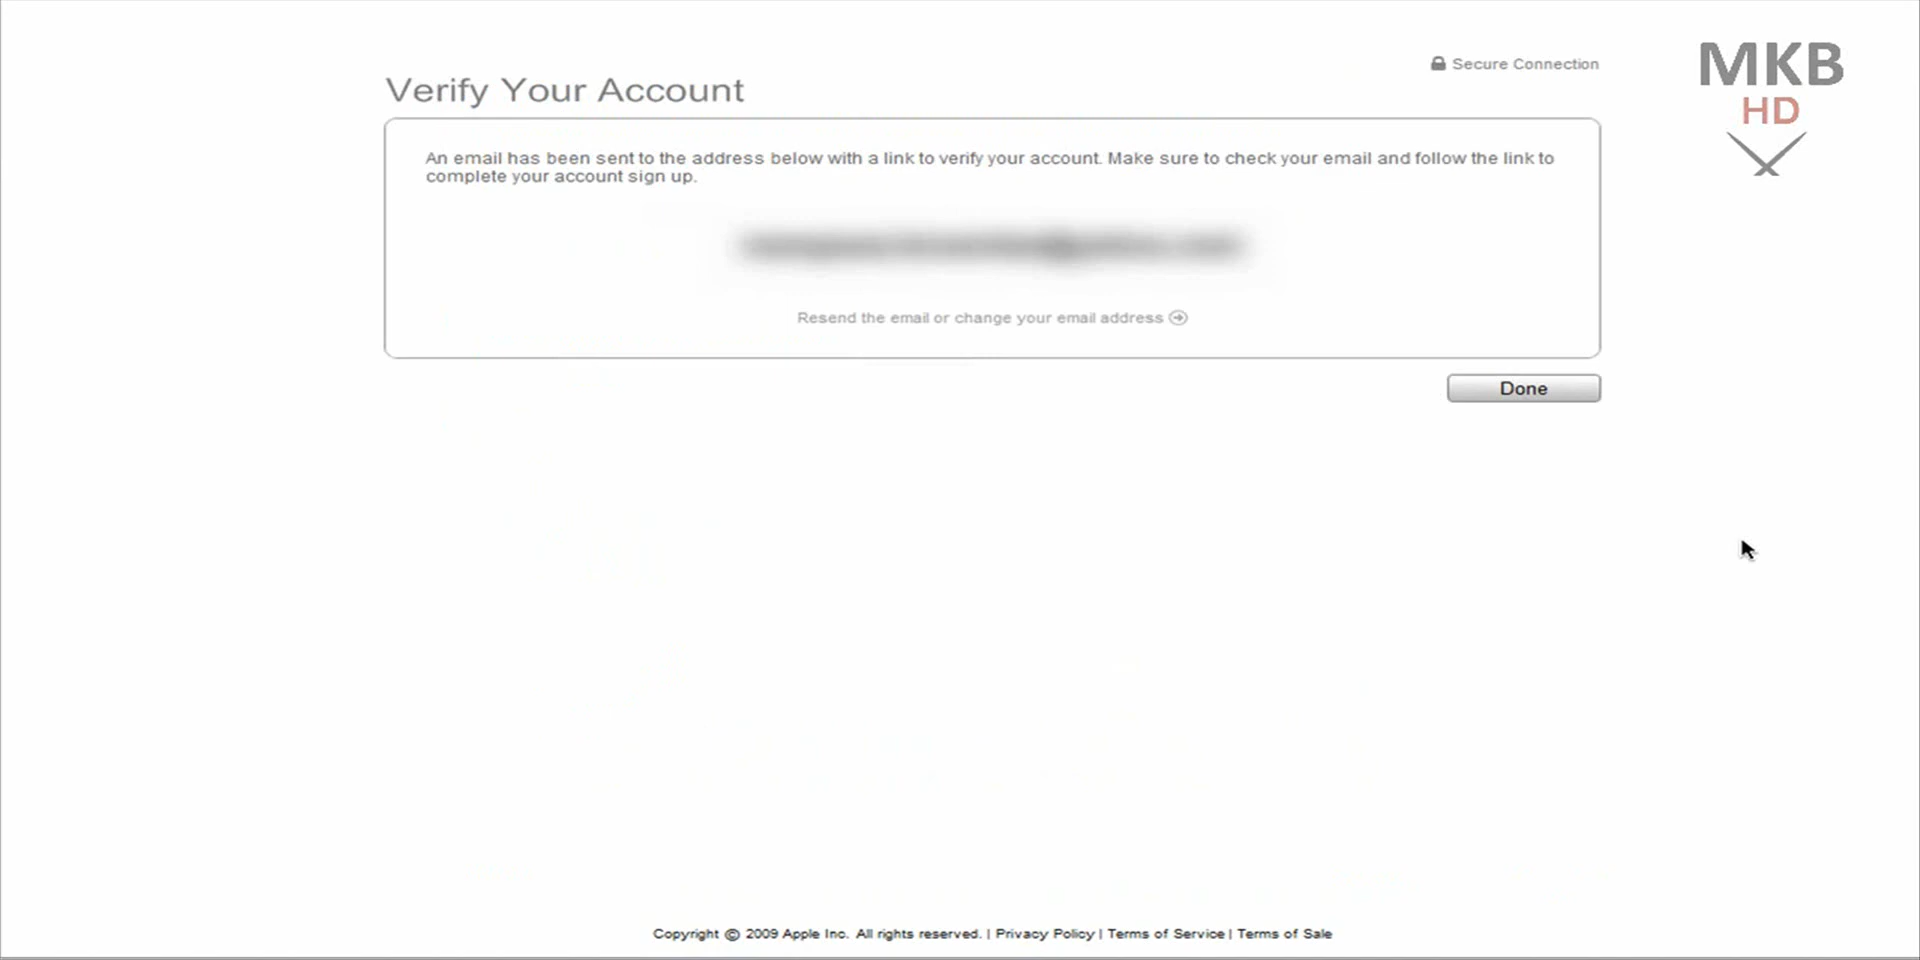 Secure Connection
MKB
HD
Verify Your Account
An email has been sent to the address below with a link to verify your account. Make sure to check your email and follow the link to
complete your account sign up.
Resend the email or change your email address
Done
Copyright © 2009 Apple Inc. All rights reserved. | Privacy Policy | Terms of Service | Terms of Sale